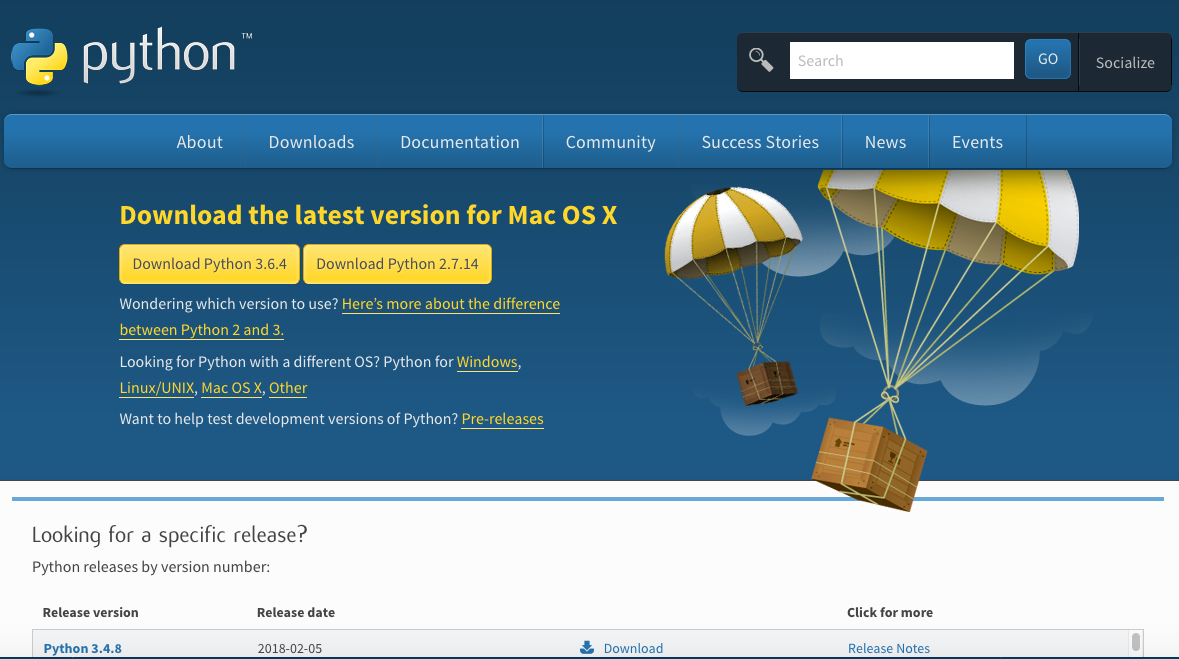 python™
Search
GO
Socialize
About Downloads Documentation Community Success Stories News Events
Download the latest version for Mac OS X
Download Python 3.6.4 Download Python 2.7.14
Wondering which version to use? Here’s more about the difference
between Python 2 and 3.
Looking for Python with a different OS? Python for Windows,
Linux/UNIX, Mac OS X, Other
Want to help test development versions of Python? Pre-releases
Looking for a specific release?
Python releases by version number:
Release version Release date Click for more
Python 3.4.8 2018-02-05 Download Release Notes